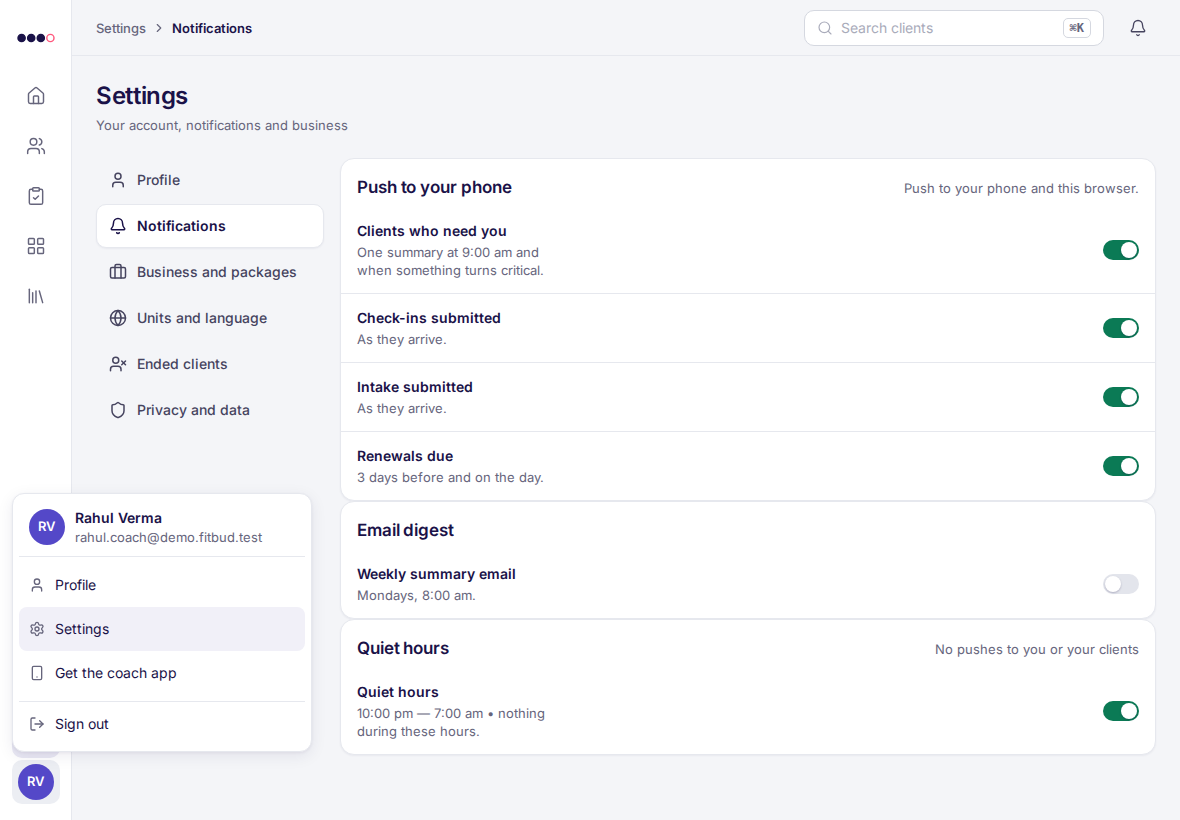 Settings
Notifications
Search clients
⌘K
Settings
Your account, notifications and business
Profile
Notifications
Business and packages
Units and language
Ended clients
Privacy and data
Push to your phone
Push to your phone and this browser.
Clients who need you
One summary at 9:00 am and
when something turns critical.
Check-ins submitted
As they arrive.
Intake submitted
As they arrive.
Renewals due
3 days before and on the day.
Email digest
Weekly summary email
Mondays, 8:00 am.
Quiet hours
No pushes to you or your clients
Quiet hours
10:00 pm — 7:00 am • nothing
during these hours.
RV
Rahul Verma
rahul.coach@demo.fitbud.test
Profile
Settings
Get the coach app
Sign out
RV